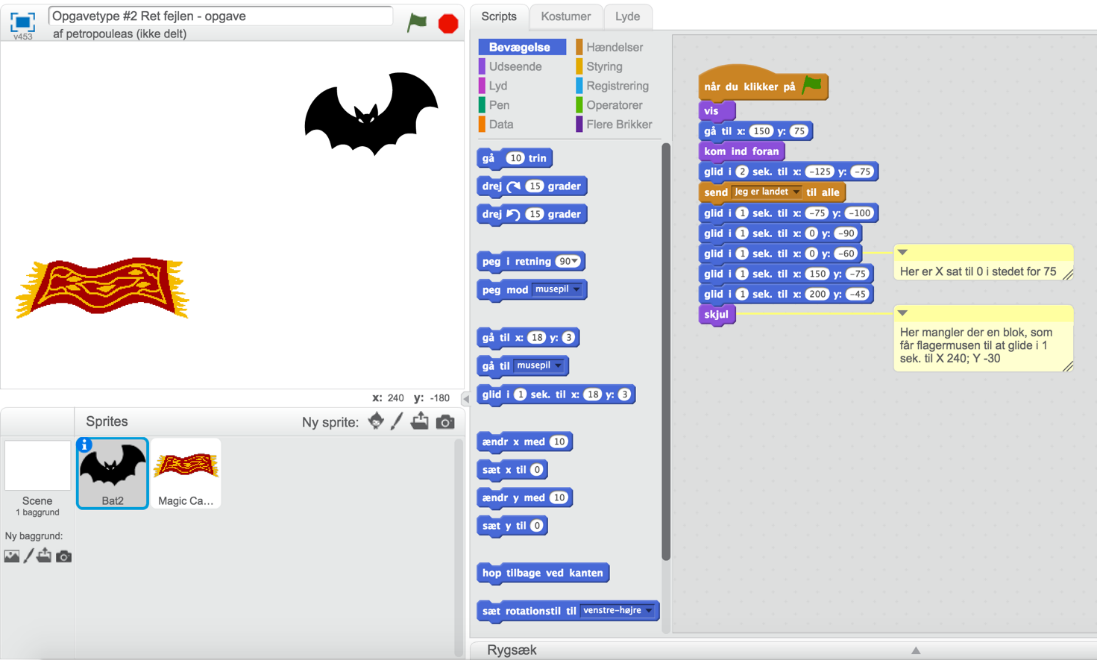 Opgavetype #2 Ret fejlen - opgave
af petropouleas (ikke delt)
v453
x: 240 y: -180
Sprites
Ny sprite:
Scene
1 baggrund
Ny baggrund:
Bat2
Magic Ca...
Scripts
Kostumer
Lyde
Bevægelse
Udseende
Lyd
Pen
Data
Hændelser
Styring
Registrering
Operatorer
Flere Brikker
gå 10 trin
drej 15 grader
drej 15 grader
peg i retning 90
peg mod musepil
gå til x: 18 y: 3
gå til musepil
glid i 1 sek. til x: 18 y: 3
ændr x med 10
sæt x til 0
ændr y med 10
sæt y til 0
hop tilbage ved kanten
sæt rotationstil til venstre-højre
når du klikker på
vis
gå til x: 150 y: 75
kom ind foran
glid i 2 sek. til x: -125 y: -75
send Jeg er landet til alle
glid i 1 sek. til x: -75 y: -100
glid i 1 sek. til x: 0 y: -90
glid i 1 sek. til x: 0 y: -60
glid i 1 sek. til x: 150 y: -75
glid i 1 sek. til x: 200 y: -45
skjul
Her er X sat til 0 i stedet for 75
Her mangler der en blok, som
får flagermusen til at glide i 1
sek. til X 240; Y -30
Rygsæk